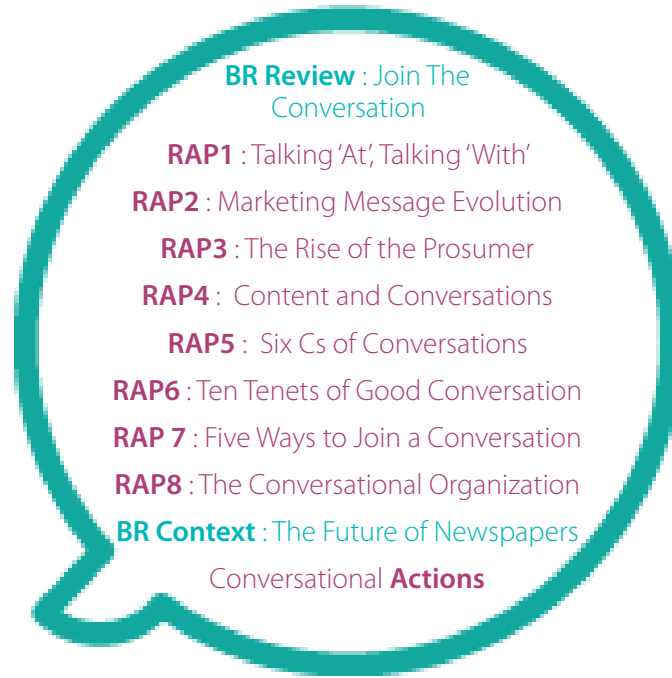 BR Review : Join The
Conversation
RAP1 : Talking ‘At’, Talking ‘With’
RAP2 : Marketing Message Evolution
RAP3 : The Rise of the Prosumer
RAP4 :  Content and Conversations
RAP5 :  Six Cs of Conversations
RAP6 : Ten Tenets of Good Conversation
RAP 7 : Five Ways to Join a Conversation
RAP8 : The Conversational Organization
BR Context : The Future of Newspapers
Conversational Actions